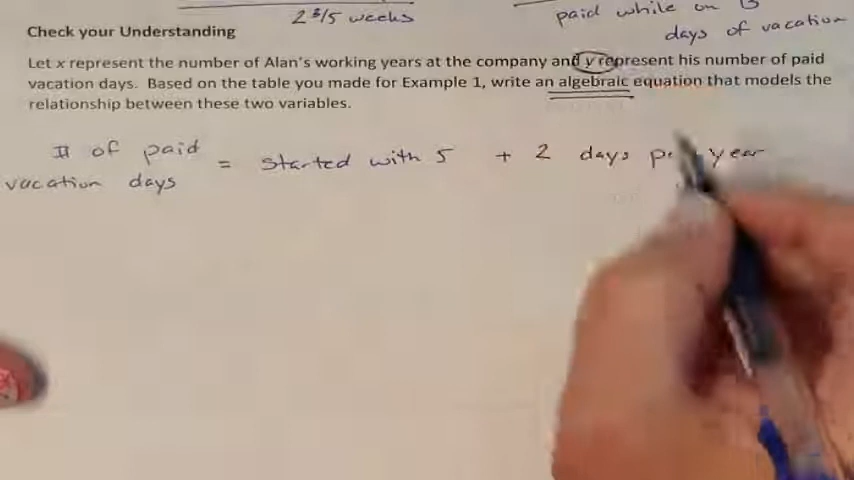 2 3/5 weeks
paid while on 13
days of vacation
Check your Understanding
Let x represent the number of Alan's working years at the company and y represent his number of paid
vacation days. Based on the table you made for Example 1, write an algebraic equation that models the
relationship between these two variables.
# of paid
vacation days = started with 5 + 2 days per year